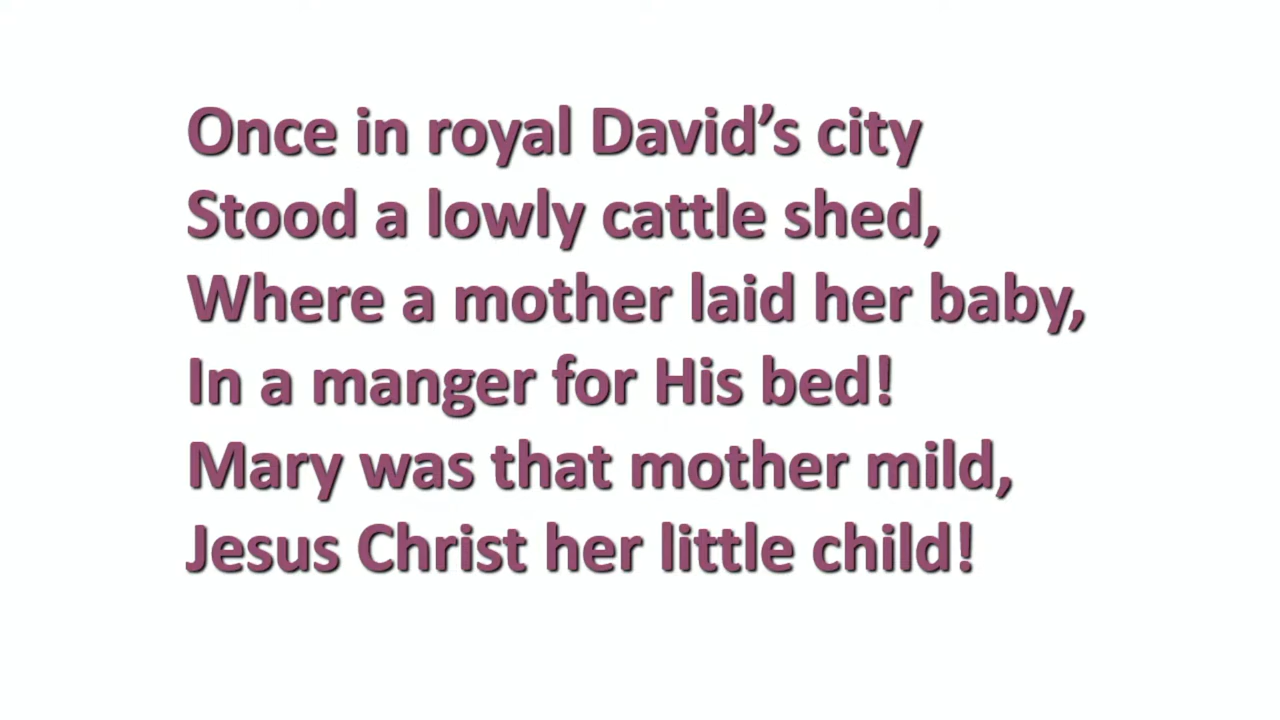 Once in royal David’s city
Stood a lowly cattle shed,
Where a mother laid her baby,
In a manger for His bed!
Mary was that mother mild,
Jesus Christ her little child!